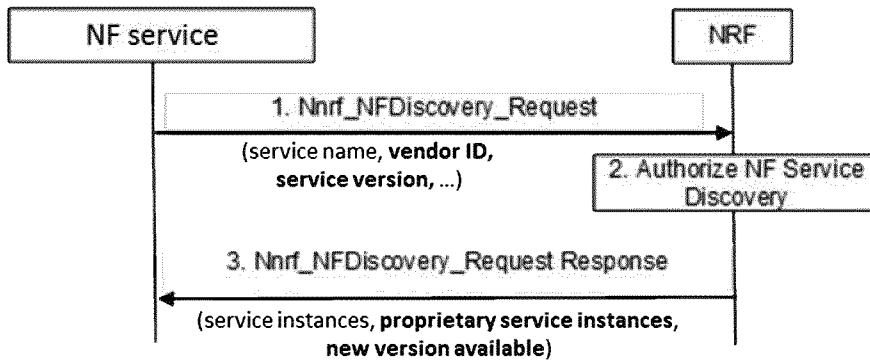 NF service
NRF
1. Nnrf_NFDiscovery_Request
(service name, vendor ID,
service version, ...)
2. Authorize NF Service
Discovery
3. Nnrf_NFDiscovery_Request Response
(service instances, proprietary service instances,
new version available)